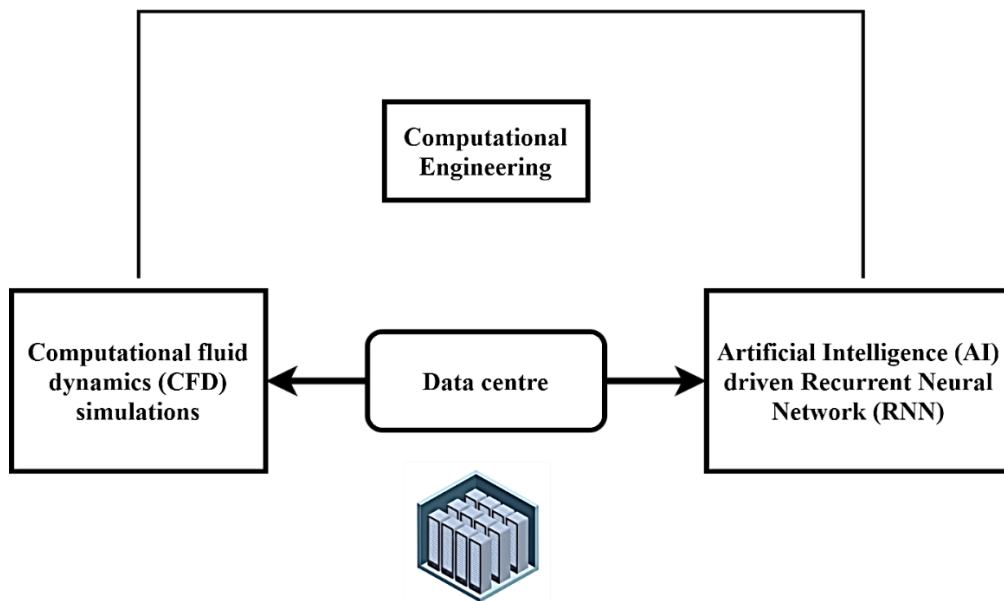 Computational
Engineering
Computational fluid
dynamics (CFD)
simulations
Data centre
Artificial Intelligence (AI)
driven Recurrent Neural
Network (RNN)